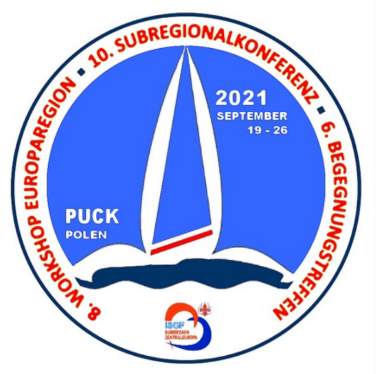 8. WORKSHOP EUROPAREGION ▪ 10. SUBREGIONALKONFERENZ ▪ 6. BEGEGNUNGSTREFFEN
2021
SEPTEMBER
19 - 26
PUCK
POLEN
SUBREGION
ZENTRALEUROPA